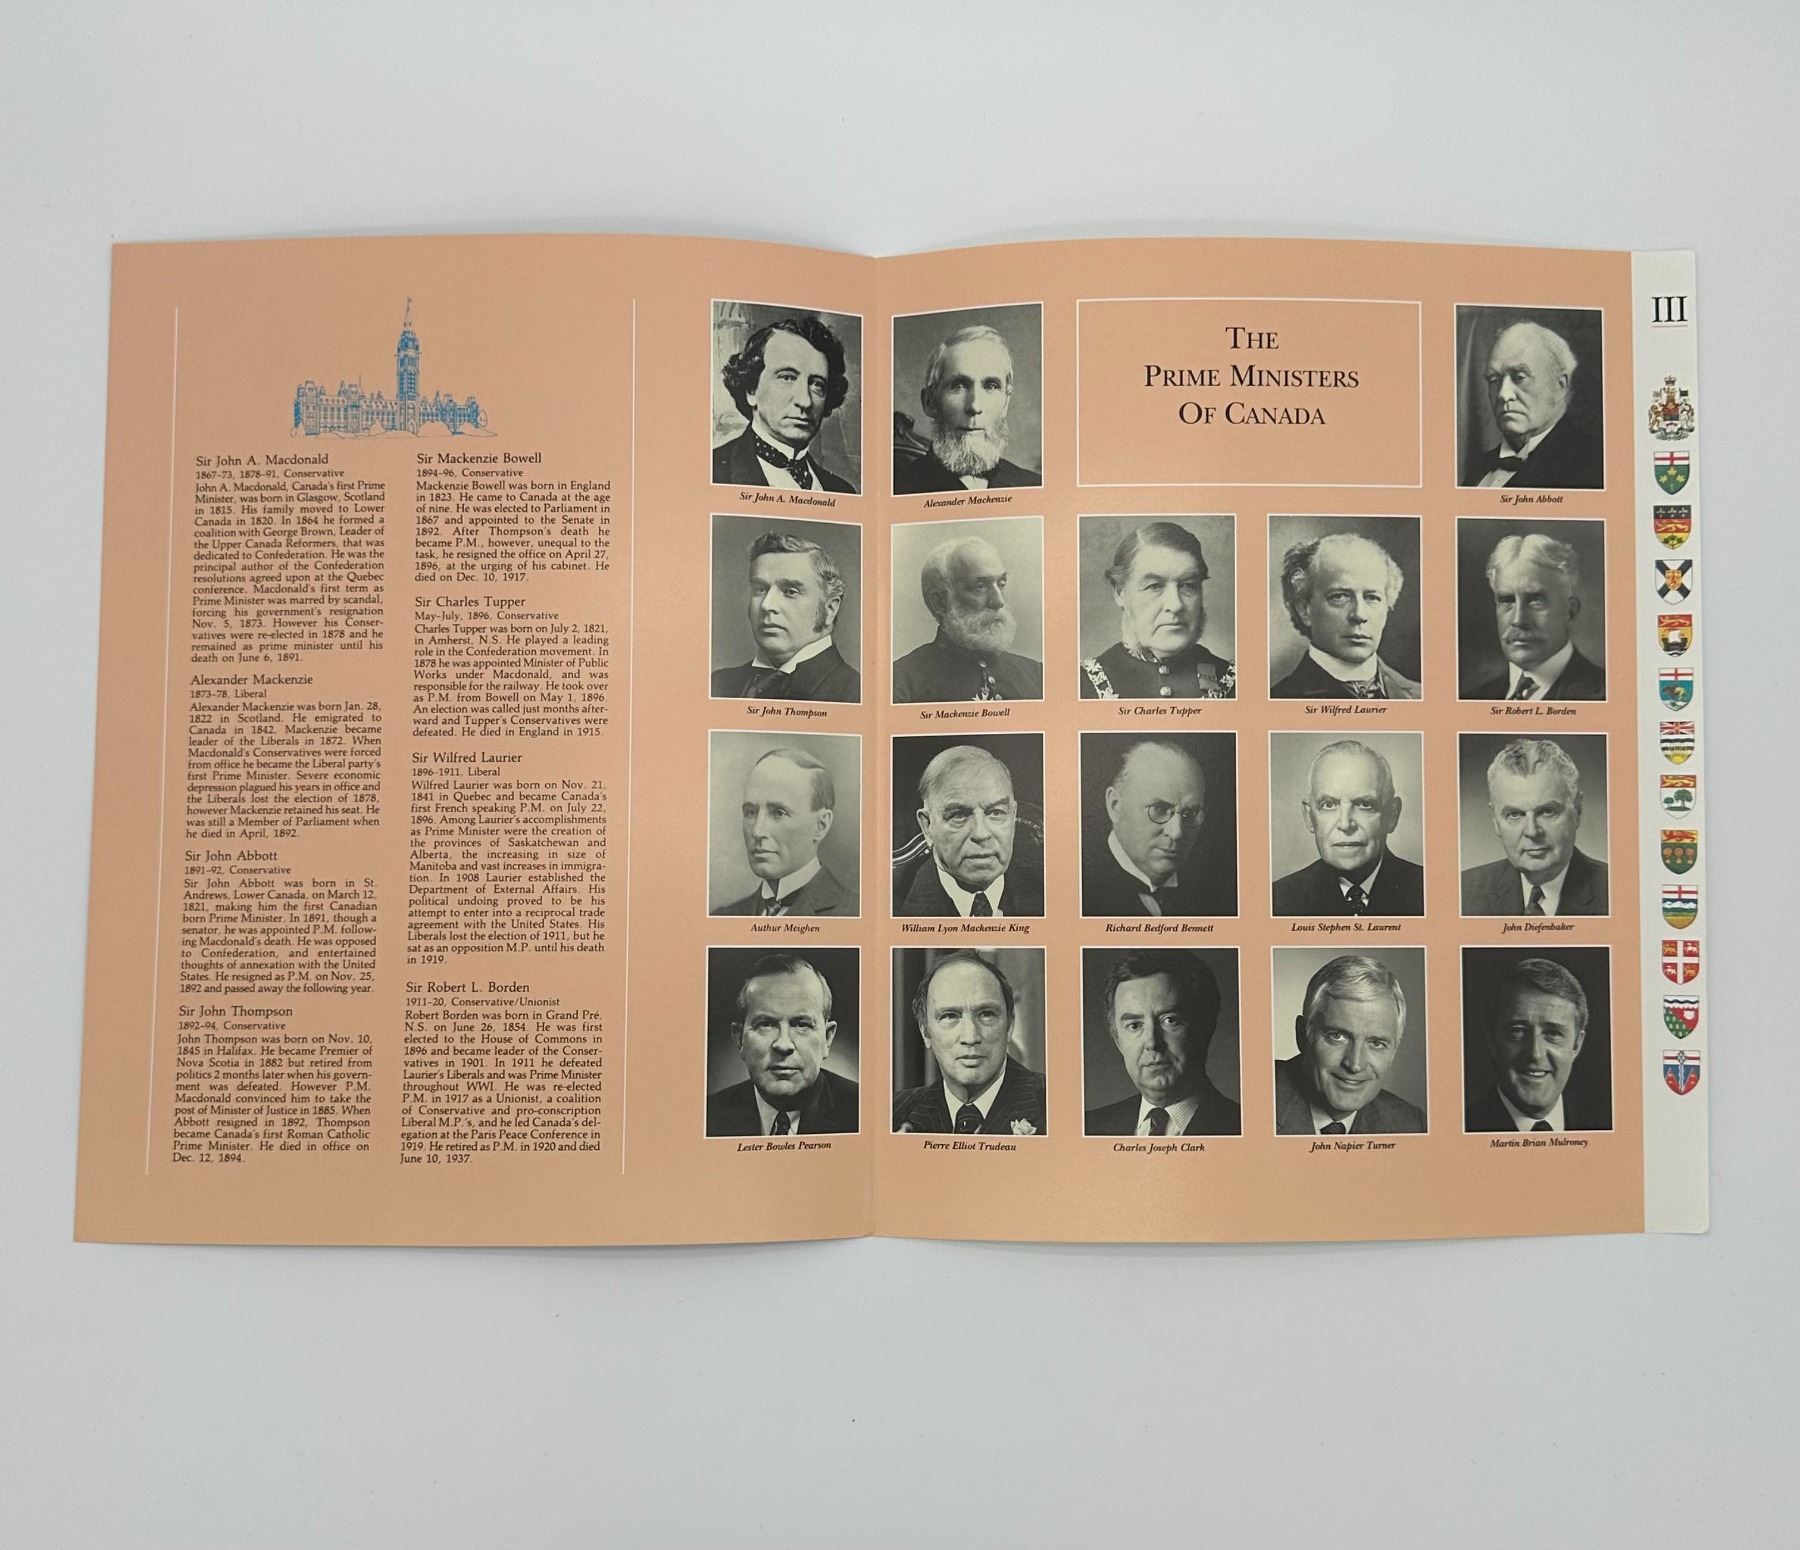 Sir John A. Macdonald
1867-73, 1878-91, Conservative
John A. Macdonald, Canada's first Prime
Minister, was born in Glasgow, Scotland
in 1815. His family moved to Lower
Canada in 1820. In 1864 he formed a
coalition with George Brown, Leader of
the Upper Canada Reformers, that was
dedicated to Confederation. He was the
principal author of the Confederation
resolutions agreed upon at the Quebec
conference. Macdonald's first term as
Prime Minister was marred by scandal,
forcing his government's resignation
Nov. 5, 1873. However his Conser-
vatives were re-elected in 1878 and he
remained as prime minister until his
death on June 6, 1891.
Alexander Mackenzie
1873-78, Liberal
Alexander Mackenzie was born Jan. 28,
1822 in Scotland. He emigrated to
Canada in 1842. Mackenzie became
leader of the Liberals in 1872. When
Macdonald's Conservatives were forced
from office he became the Liberal party's
first Prime Minister. Severe economic
depression plagued his years in office and
the Liberals lost the election of 1878,
however Mackenzie retained his seat. He
was still a Member of Parliament when
he died in April, 1892.
Sir John Abbott
1891-92, Conservative
Sir John Abbott was born in St.
Andrews, Lower Canada, on March 12,
1821, making him the first Canadian
born Prime Minister. In 1891, though a
senator, he was appointed P.M. follow-
ing Macdonald's death. He was opposed
to Confederation, and entertained
thoughts of annexation with the United
States. He resigned as P.M. on Nov. 25,
1892 and passed away the following year.
Sir John Thompson
1892-94, Conservative
John Thompson was born on Nov. 10,
1845 in Halifax. He became Premier of
Nova Scotia in 1882 but retired from
politics 2 months later when his govern-
ment was defeated. However P.M.
Macdonald convinced him to take the
post of Minister of Justice in 1885. When
Abbott resigned in 1892, Thompson
became Canada's first Roman Catholic
Prime Minister. He died in office on
Dec. 12, 1894.
Sir Mackenzie Bowell
1894-96, Conservative
Mackenzie Bowell was born in England
in 1823. He came to Canada at the age
of nine. He was elected to Parliament in
1867 and appointed to the Senate in
1892. After Thompson's death he
became P.M., however, unequal to the
task, he resigned the office on April 27,
1896, at the urging of his cabinet. He
died on Dec. 10, 1917.
Sir Charles Tupper
May-July, 1896, Conservative
Charles Tupper was born on July 2, 1821,
in Amherst, N.S. He played a leading
role in the Confederation movement. In
1878 he was appointed Minister of Public
Works under Macdonald, and was
responsible for the railway. He took over
as P.M. from Bowell on May 1, 1896.
An election was called just months after-
ward and Tupper's Conservatives were
defeated. He died in England in 1915.
Sir Wilfred Laurier
1896-1911, Liberal
Wilfred Laurier was born on Nov. 21,
1841 in Quebec and became Canada's
first French speaking P.M. on July 22,
1896. Among Laurier's accomplishments
as Prime Minister were the creation of
the provinces of Saskatchewan and
Alberta, the increasing in size of
Manitoba and vast increases in immigra-
tion. In 1908 Laurier established the
Department of External Affairs. His
political undoing proved to be his
attempt to enter into a reciprocal trade
agreement with the United States. His
Liberals lost the election of 1911, but he
sat as an opposition M.P. until his death
in 1919.
Sir Robert L. Borden
1911-20, Conservative/Unionist
Robert Borden was born in Grand Pré,
N.S. on June 26, 1854. He was first
elected to the House of Commons in
1896 and became leader of the Conser-
vatives in 1901. In 1911 he defeated
Laurier's Liberals and was Prime Minister
throughout WWI. He was re-elected
P.M. in 1917 as a Unionist, a coalition
of Conservative and pro-conscription
Liberal M.P.'s, and he led Canada's del-
egation at the Paris Peace Conference in
1919. He retired as P.M. in 1920 and died
June 10, 1937.
THE
PRIME MINISTERS
OF CANADA
III
Sir John A. Macdonald
Alexander Mackenzie
Sir John Abbott
Sir John Thompson
Sir Mackenzie Bowell
Sir Charles Tupper
Sir Wilfred Laurier
Sir Robert L. Borden
Authur Meighen
William Lyon Mackenzie King
Richard Bedford Bennett
Louis Stephen St. Laurent
John Diefenbaker
Lester Bowles Pearson
Pierre Elliot Trudeau
Charles Joseph Clark
John Napier Turner
Martin Brian Mulroney